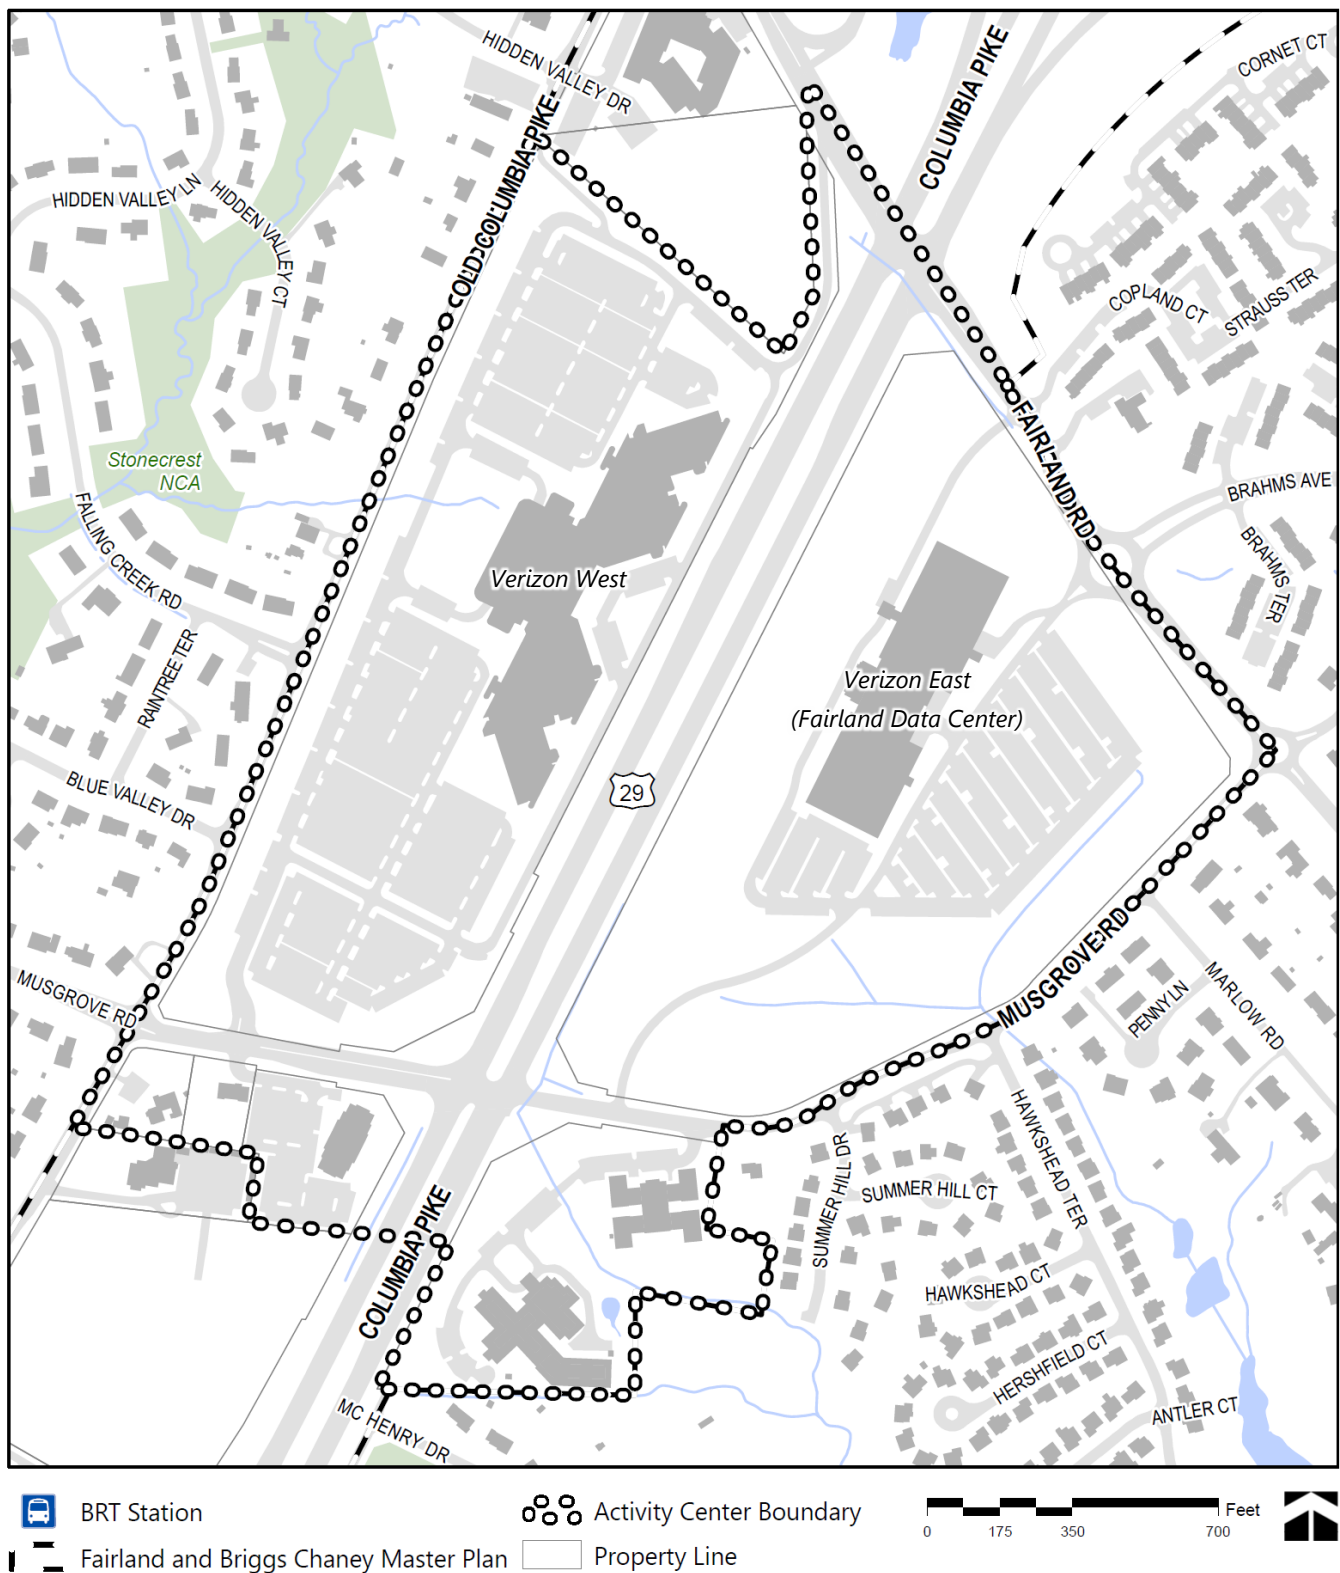 HIDDEN VALLEY DR
COLUMBIA PIKE
CORNET CT
OLD COLUMBIA PIKE
HIDDEN VALLEY LN
HIDDEN VALLEY CT
COPLAND CT
STRAUSS TER
Stonecrest
NCA
FAIRLAND RD
BRAHMS AVE
BRAHMS TER
FALLING CREEK RD
Verizon West
RAINTREE TER
Verizon East
(Fairland Data Center)
BLUE VALLEY DR
29
MUSGROVE RD
MUSGROVE RD
MARLOW RD
PENNY LN
HAWKSHEAD TER
SUMMER HILL DR
SUMMER HILL CT
COLUMBIA PIKE
HAWKSHEAD CT
HERSHFIELD CT
MC HENRY DR
ANTLER CT
BRT Station
Activity Center Boundary
Feet
0 175 350 700
Fairland and Briggs Chaney Master Plan
Property Line